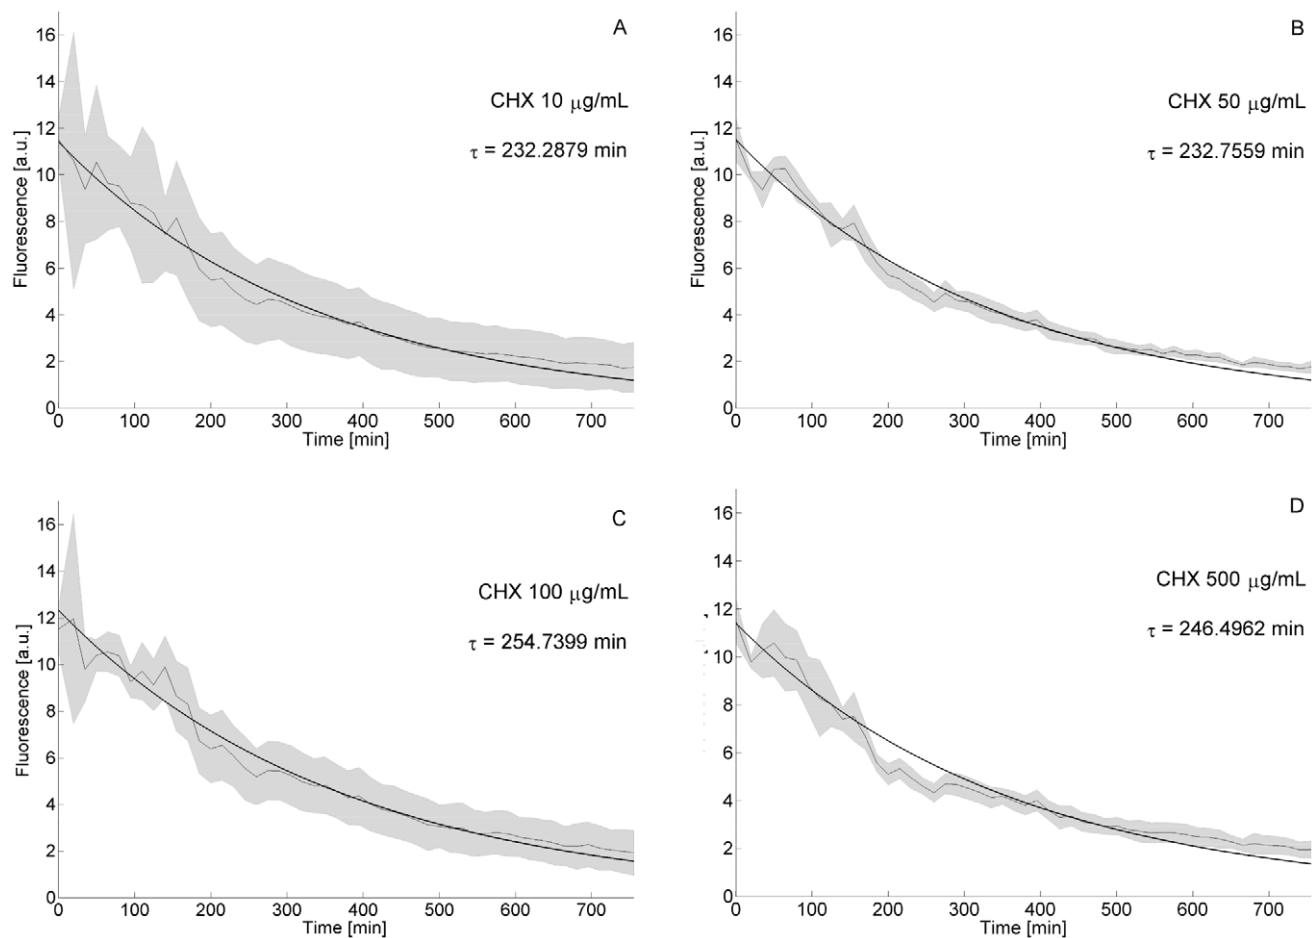 A
CHX 10 μg/mL
τ = 232.2879 min
Fluorescence [a.u.]
16
14
12
10
8
6
4
2
0
0 100 200 300 400 500 600 700
Time [min]
B
CHX 50 μg/mL
τ = 232.7559 min
Fluorescence [a.u.]
16
14
12
10
8
6
4
2
0
0 100 200 300 400 500 600 700
Time [min]
C
CHX 100 μg/mL
τ = 254.7399 min
Fluorescence [a.u.]
16
14
12
10
8
6
4
2
0
0 100 200 300 400 500 600 700
Time [min]
D
CHX 500 μg/mL
τ = 246.4962 min
16
14
12
10
8
6
4
2
0
0 100 200 300 400 500 600 700
Time [min]